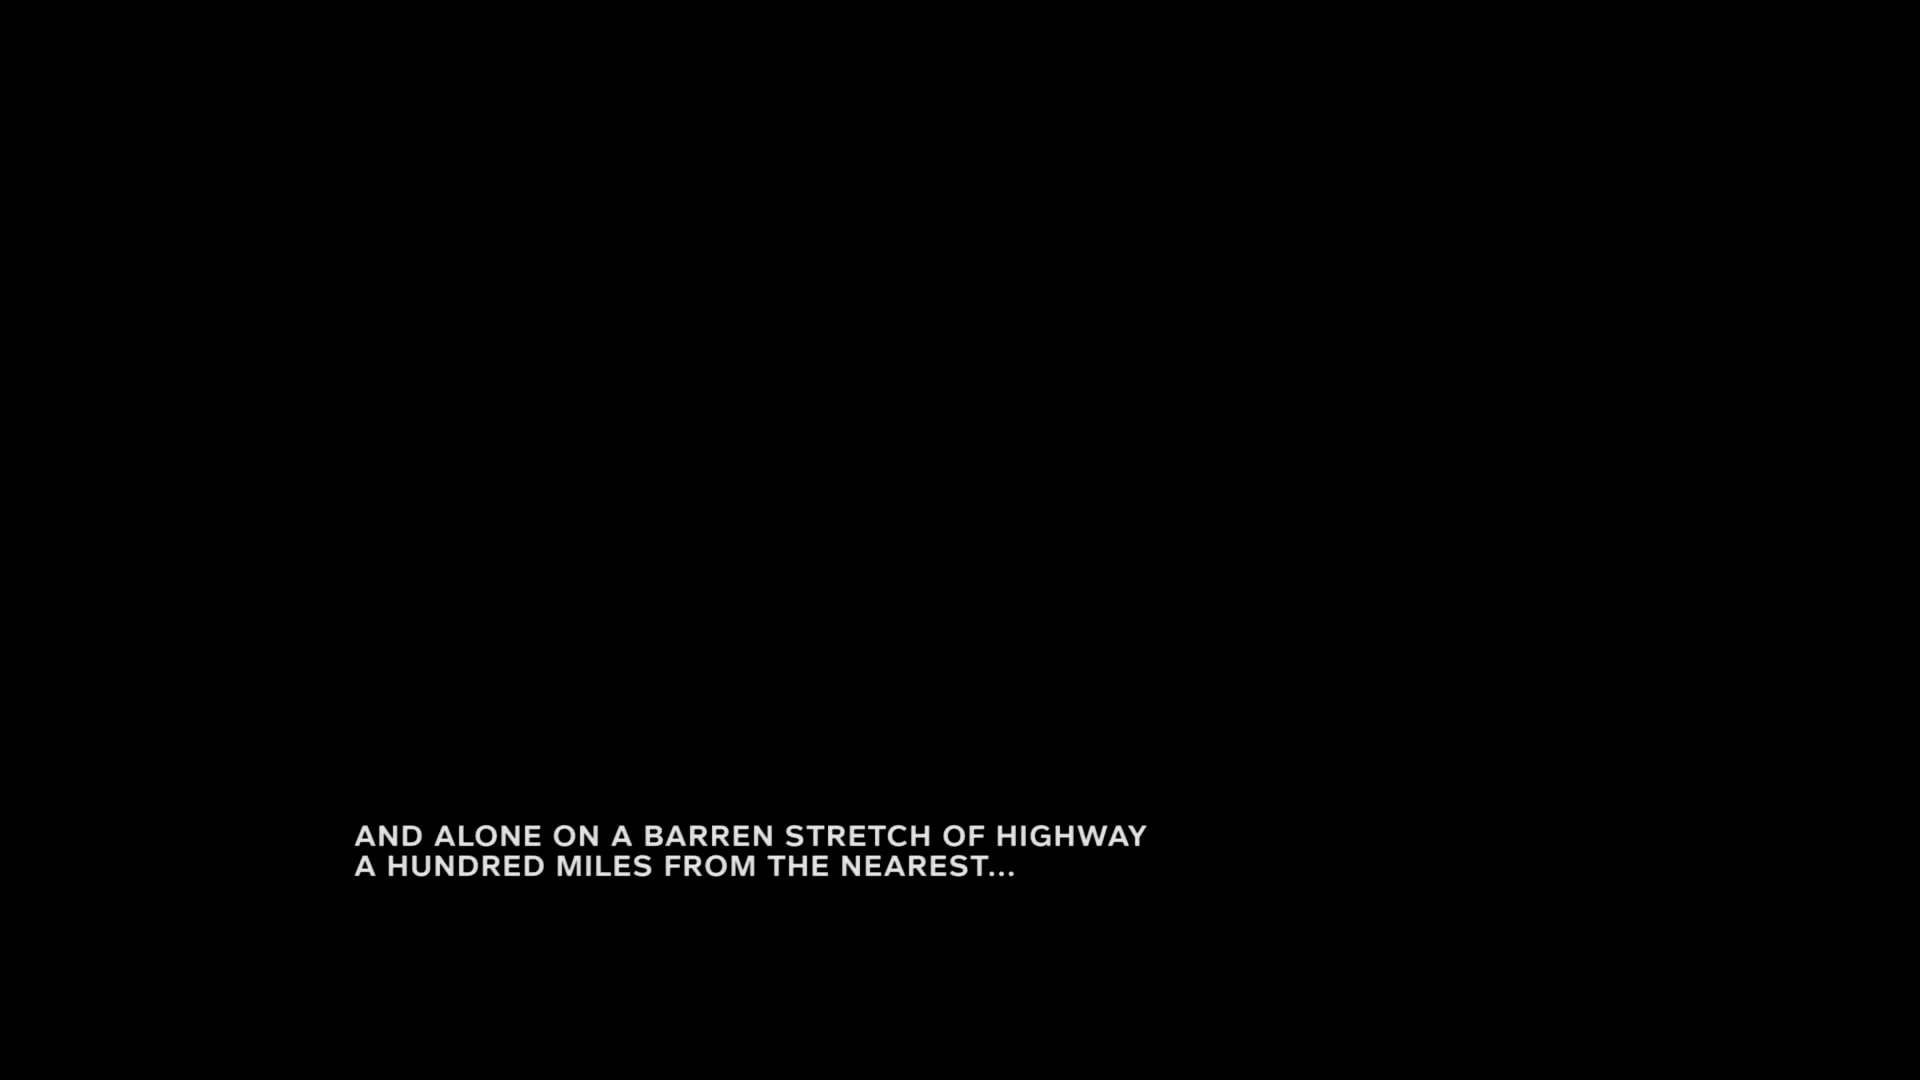 AND ALONE ON A BARREN STRETCH OF HIGHWAY
A HUNDRED MILES FROM THE NEAREST...